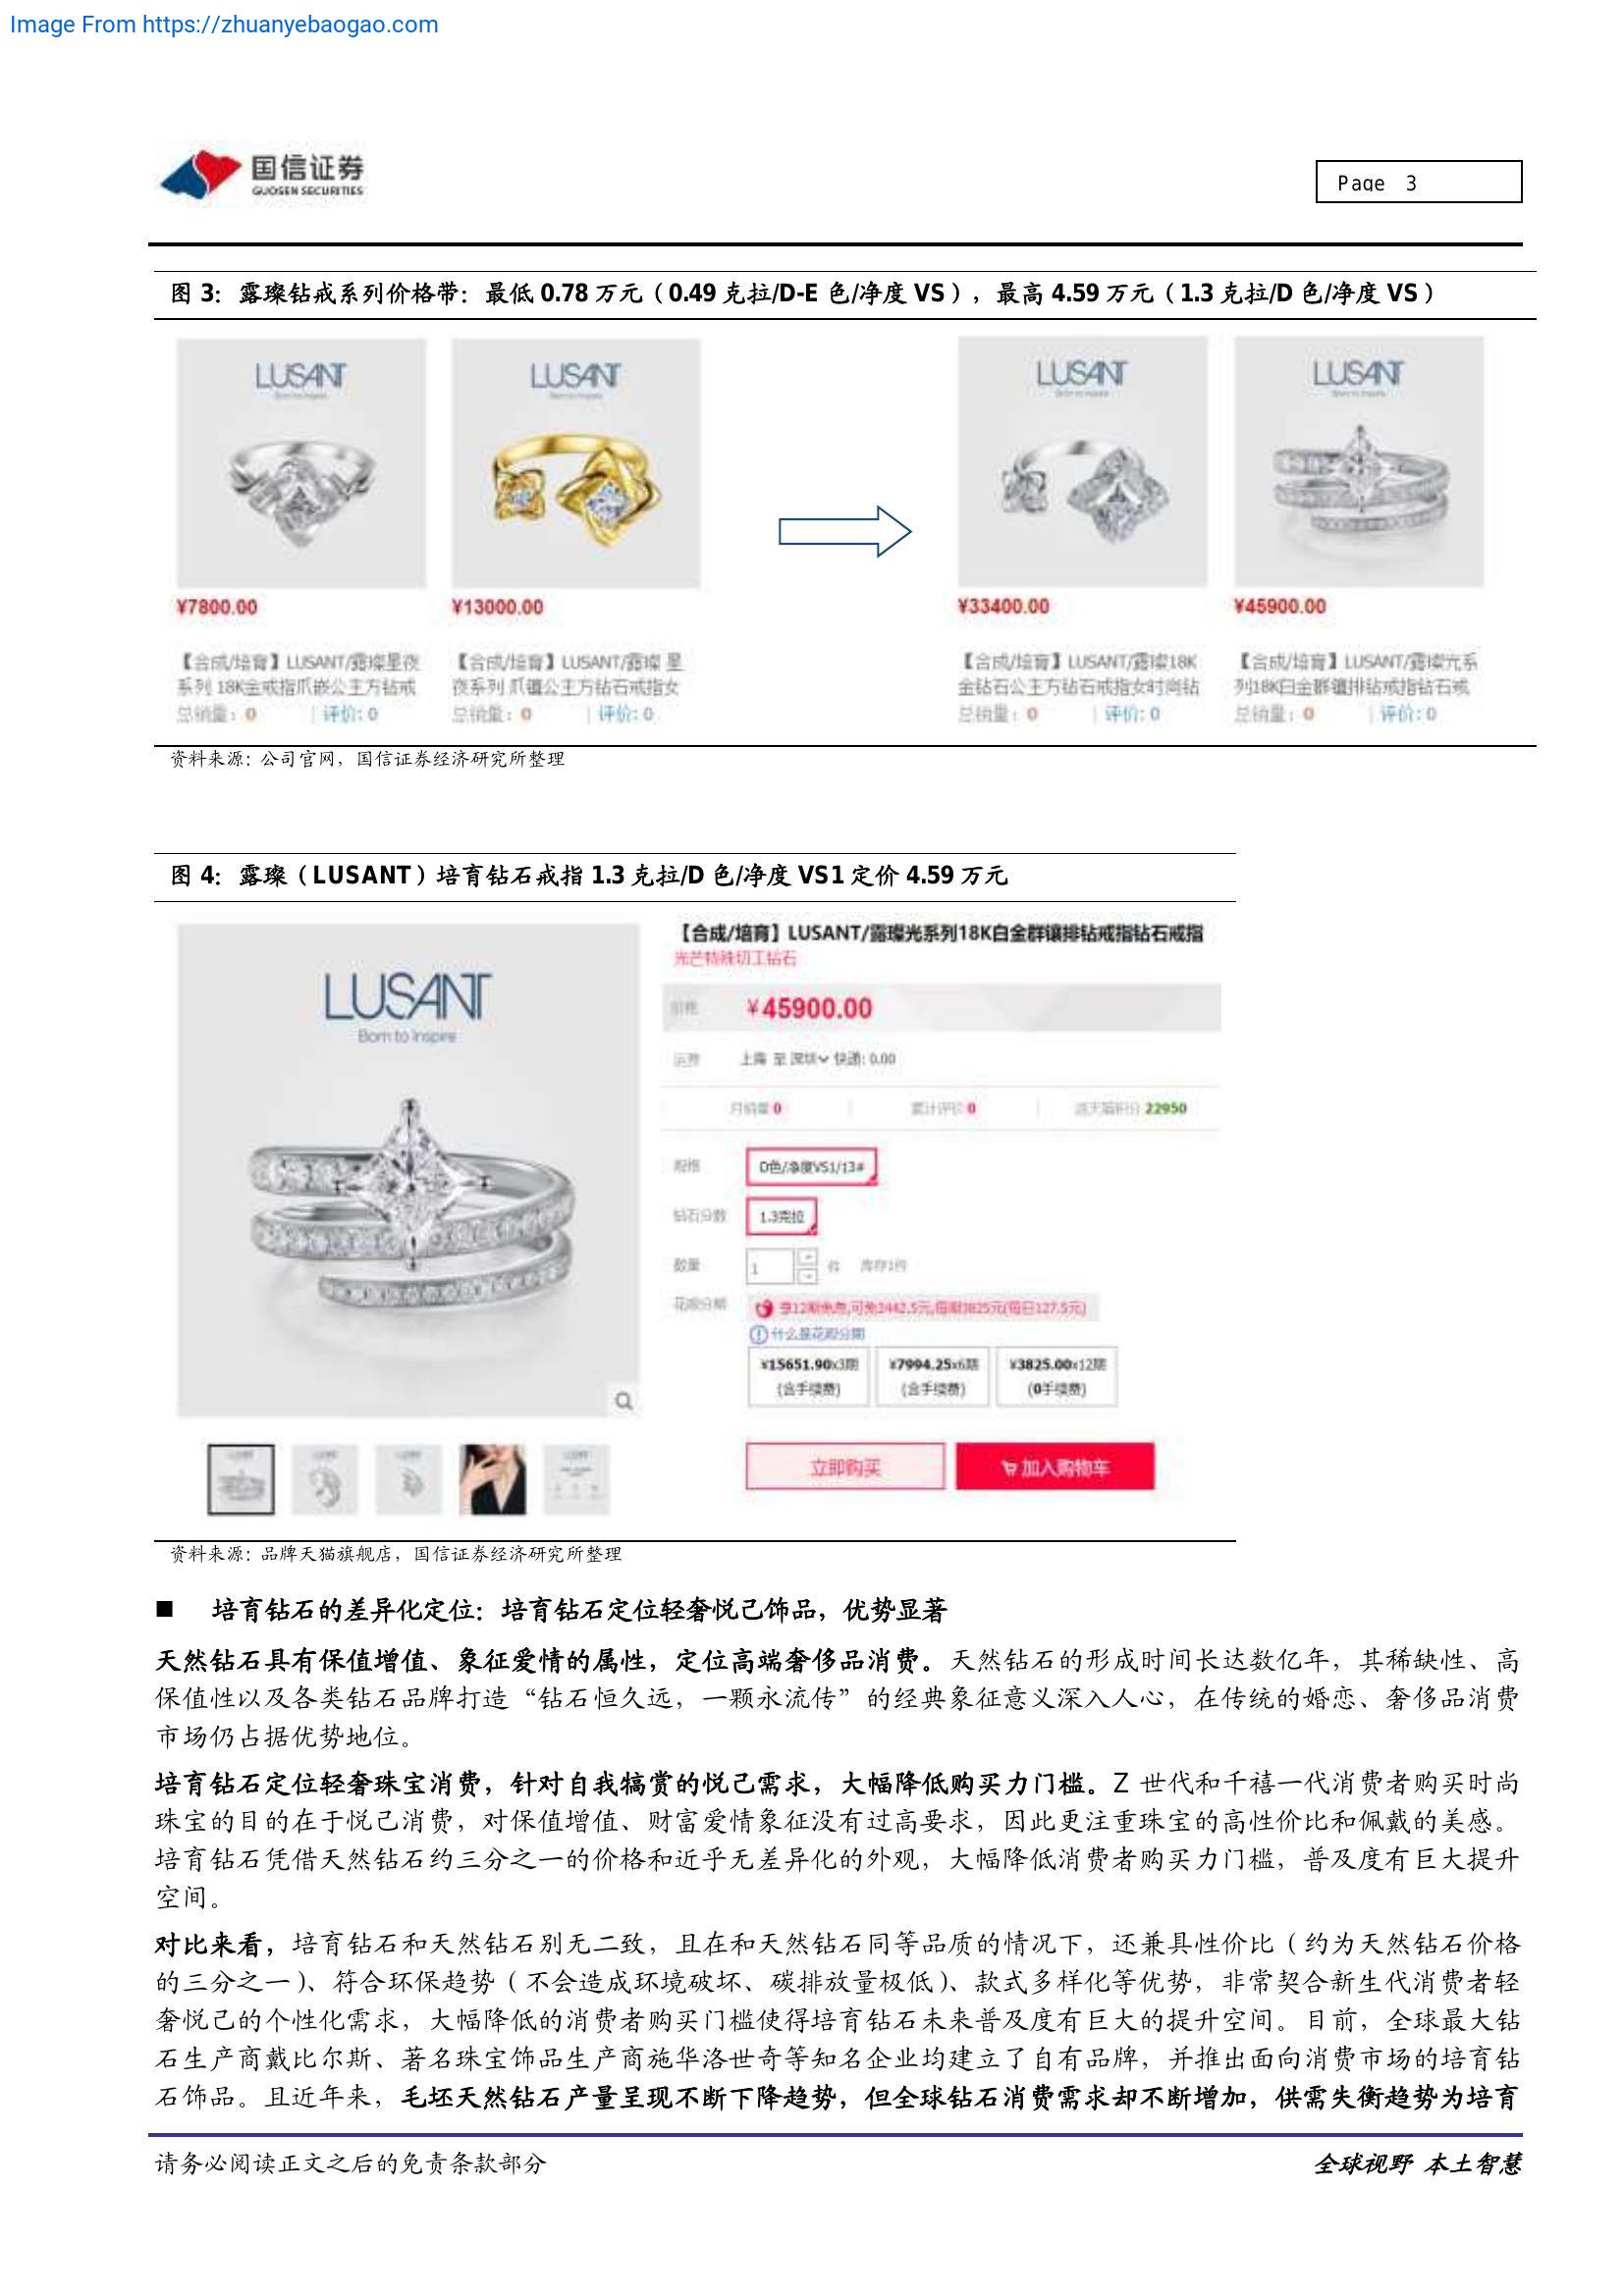 Image From https://zhuanyebaogao.com
国信证券
GUOSEN SECURITIES
Page 3
图 3：露璨钻戒系列价格带：最低 0.78 万元（0.49 克拉/D-E 色/净度 VS），最高 4.59 万元（1.3 克拉/D 色/净度 VS）
LUSANT LUSANT LUSANT LUSANT
Born to Inspire Born to Inspire Born to Inspire Born to Inspire
¥7800.00 ¥13000.00 ¥33400.00 ¥45900.00
【合成/培育】LUSANT/露璨星夜 【合成/培育】LUSANT/露璨 星 【合成/培育】LUSANT/露璨18K 【合成/培育】LUSANT/露璨光系
系列 18K金戒指爪嵌公主方钻戒 夜系列 爪镶公主方钻石戒指女 金钻石公主方钻石戒指女时尚钻 列18K白金群镶排钻戒指钻石戒
总销量：0 评价: 0 总销量：0 评价: 0 总销量：0 评价: 0 总销量：0 评价: 0
资料来源：公司官网，国信证券经济研究所整理
图 4：露璨（LUSANT）培育钻石戒指 1.3 克拉/D 色/净度 VS1 定价 4.59 万元
LUSANT
Born to Inspire
【合成/培育】LUSANT/露璨光系列18K白金群镶排钻戒指钻石戒指
光芒特殊切工钻石
价格 ¥45900.00
运费 上海 至 深圳 快递: 0.00
月销量 0 累计评价 0 送天猫积分 22950
规格 D色/净度VS1/13#
钻石分数 1.3克拉
数量 1 件 库存1件
花呗分期 享12期免息,可免3442.5元,每期3825元(每日127.5元)
什么是花呗分期
¥15651.90x3期 ¥7994.25x6期 ¥3825.00x12期
(含手续费) (含手续费) (0手续费)
立即购买 加入购物车
资料来源：品牌天猫旗舰店，国信证券经济研究所整理
■ 培育钻石的差异化定位：培育钻石定位轻奢悦己饰品，优势显著
天然钻石具有保值增值、象征爱情的属性，定位高端奢侈品消费。天然钻石的形成时间长达数亿年，其稀缺性、高
保值性以及各类钻石品牌打造“钻石恒久远，一颗永流传”的经典象征意义深入人心，在传统的婚恋、奢侈品消费
市场仍占据优势地位。
培育钻石定位轻奢珠宝消费，针对自我犒赏的悦己需求，大幅降低购买力门槛。Z 世代和千禧一代消费者购买时尚
珠宝的目的在于悦己消费，对保值增值、财富爱情象征没有过高要求，因此更注重珠宝的高性价比和佩戴的美感。
培育钻石凭借天然钻石约三分之一的价格和近乎无差异化的外观，大幅降低消费者购买力门槛，普及度有巨大提升
空间。
对比来看，培育钻石和天然钻石别无二致，且在和天然钻石同等品质的情况下，还兼具性价比（约为天然钻石价格
的三分之一）、符合环保趋势（不会造成环境破坏、碳排放量极低）、款式多样化等优势，非常契合新生代消费者轻
奢悦己的个性化需求，大幅降低的消费者购买门槛使得培育钻石未来普及度有巨大的提升空间。目前，全球最大钻
石生产商戴比尔斯、著名珠宝饰品生产商施华洛世奇等知名企业均建立了自有品牌，并推出面向消费市场的培育钻
石饰品。且近年来，毛坯天然钻石产量呈现不断下降趋势，但全球钻石消费需求却不断增加，供需失衡趋势为培育
请务必阅读正文之后的免责条款部分 全球视野 本土智慧